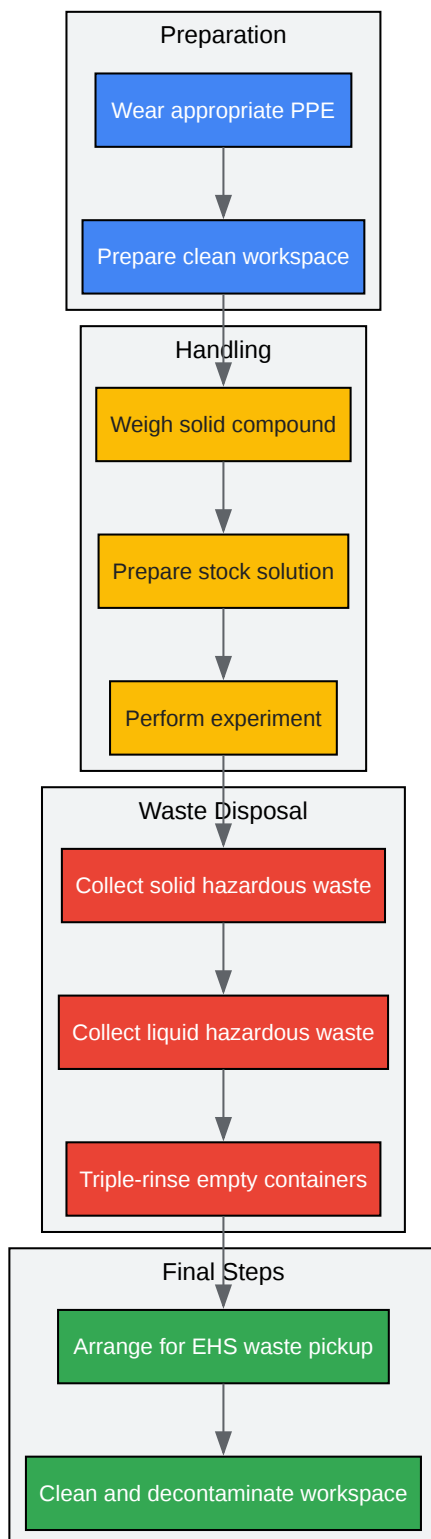 Preparation
Wear appropriate PPE
Prepare clean workspace
Handling
Weigh solid compound
Prepare stock solution
Perform experiment
Waste Disposal
Collect solid hazardous waste
Collect liquid hazardous waste
Triple-rinse empty containers
Final Steps
Arrange for EHS waste pickup
Clean and decontaminate workspace